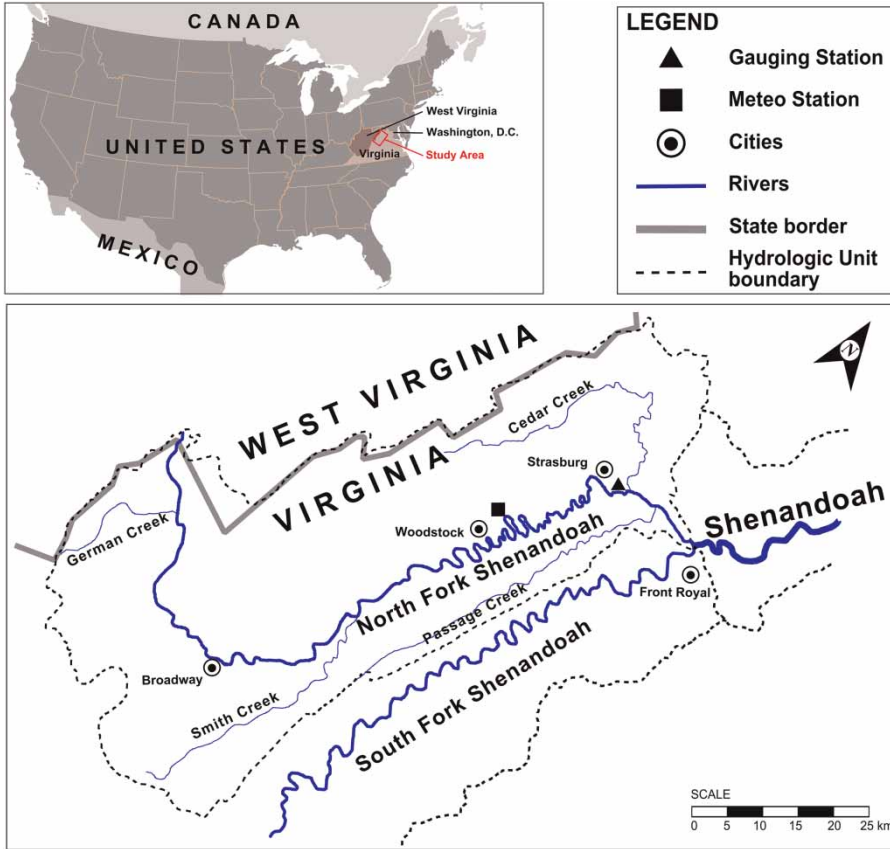 CANADA
UNITED STATES
MEXICO
West Virginia
Washington, D.C.
Virginia
Study Area
LEGEND
Gauging Station
Meteo Station
Cities
Rivers
State border
Hydrologic Unit
boundary
N
WEST VIRGINIA
VIRGINIA
Cedar Creek
Strasburg
German Creek
Woodstock
Shenandoah
North Fork Shenandoah
Passage Creek
Front Royal
Broadway
Smith Creek
South Fork Shenandoah
SCALE
0 5 10 15 20 25 km